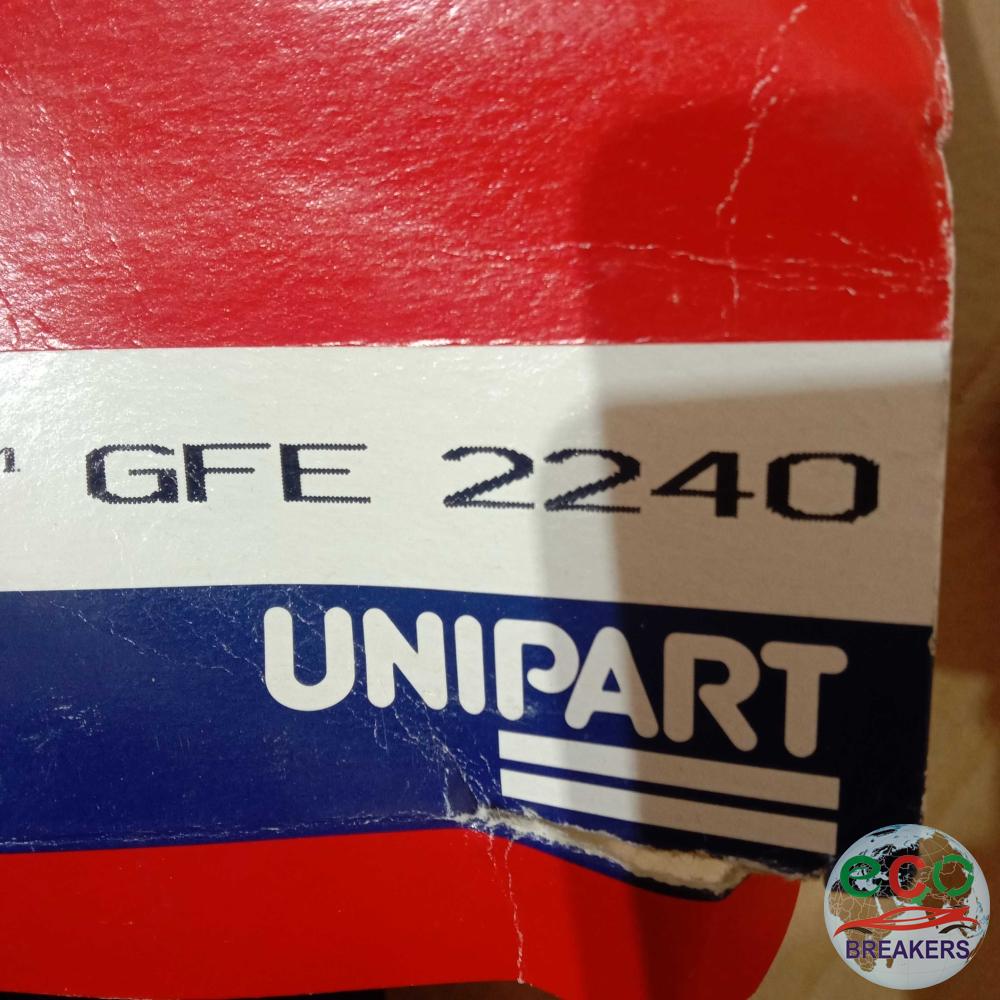 GFE 2240
UNIPART
eco
BREAKERS